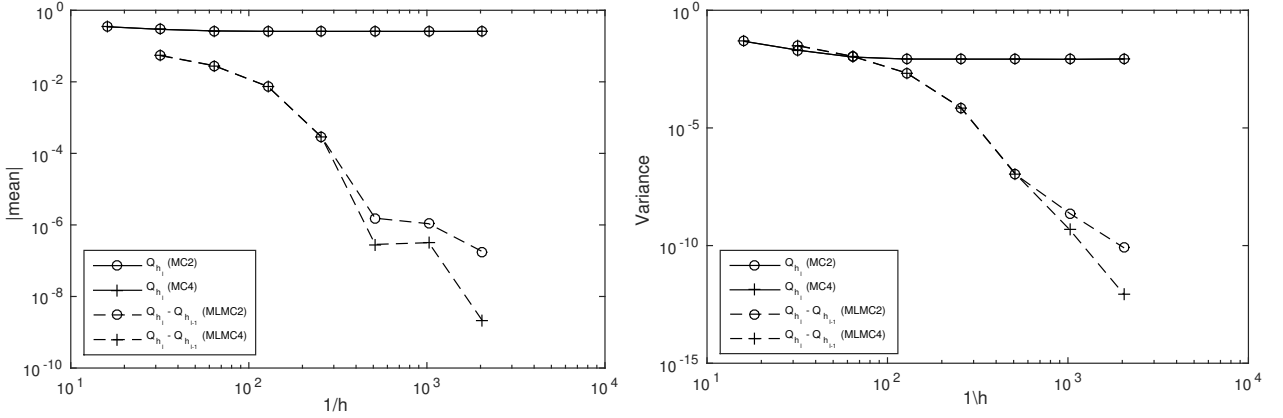 10^0
10^-2
10^-4
10^-6
10^-8
10^-10
|mean|
Q_{h_l} (MC2)
Q_{h_l} (MC4)
Q_{h_l} - Q_{h_{l-1}} (MLMC2)
Q_{h_l} - Q_{h_{l-1}} (MLMC4)
10^1 10^2 10^3 10^4
1/h
10^0
10^-5
10^-10
10^-15
Variance
Q_{h_l} (MC2)
Q_{h_l} (MC4)
Q_{h_l} - Q_{h_{l-1}} (MLMC2)
Q_{h_l} - Q_{h_{l-1}} (MLMC4)
10^1 10^2 10^3 10^4
1\h